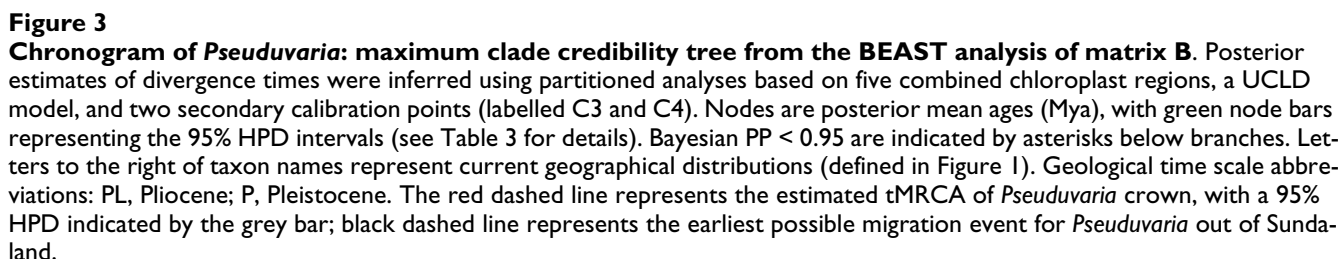 Figure 3
Chronogram of Pseuduvaria: maximum clade credibility tree from the BEAST analysis of matrix B. Posterior
estimates of divergence times were inferred using partitioned analyses based on five combined chloroplast regions, a UCLD
model, and two secondary calibration points (labelled C3 and C4). Nodes are posterior mean ages (Mya), with green node bars
representing the 95% HPD intervals (see Table 3 for details). Bayesian PP < 0.95 are indicated by asterisks below branches. Let-
ters to the right of taxon names represent current geographical distributions (defined in Figure 1). Geological time scale abbre-
viations: PL, Pliocene; P, Pleistocene. The red dashed line represents the estimated tMRCA of Pseuduvaria crown, with a 95%
HPD indicated by the grey bar; black dashed line represents the earliest possible migration event for Pseuduvaria out of Sunda-
land.